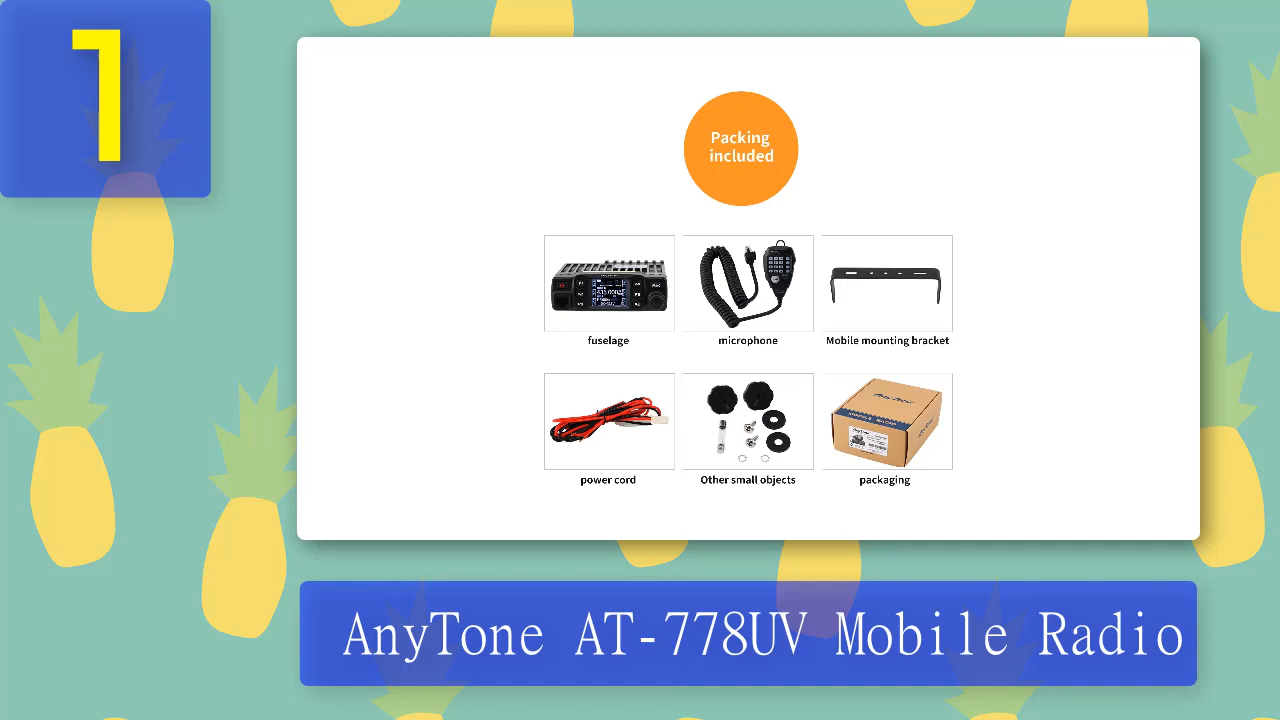 1
Packing
included
fuselage
microphone
Mobile mounting bracket
power cord
Other small objects
packaging
AnyTone AT-778UV Mobile Radio